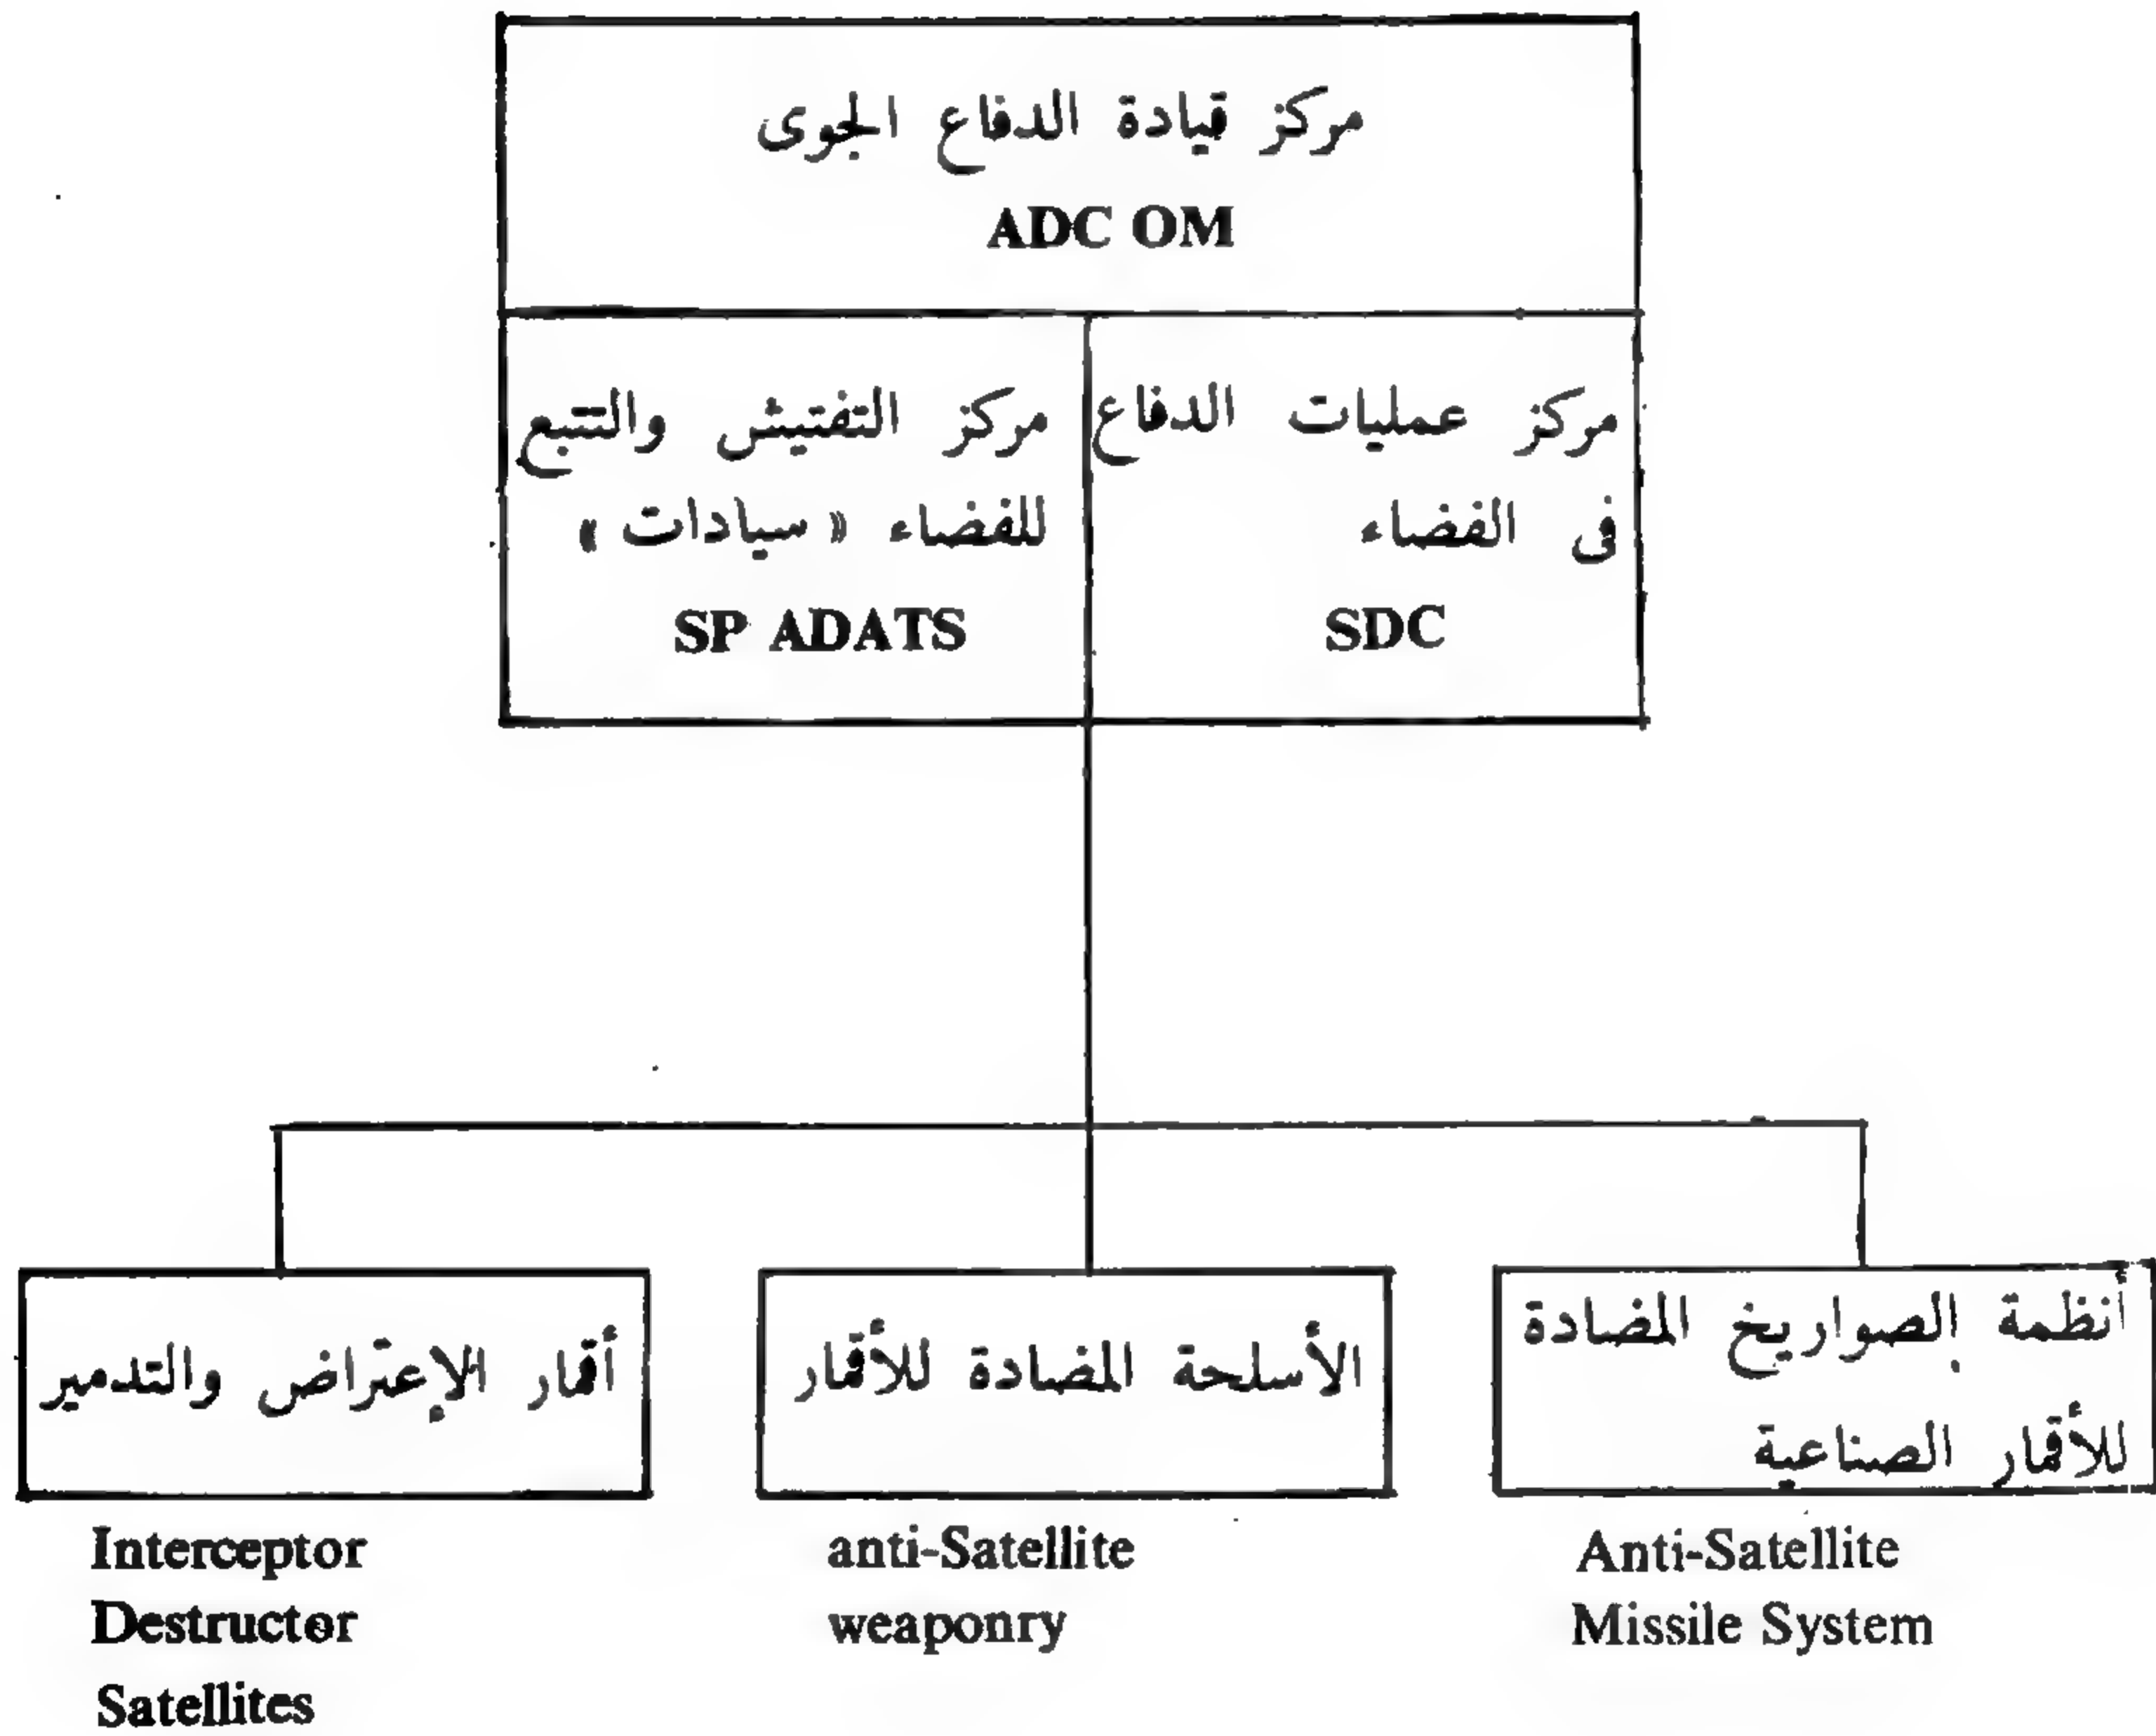 مركز قيادة الدفاع الجوى
ADC OM
مركز عمليات الدفاع
فى الفضاء
SDC
مركز التفتيش والتتبع
للفضاء « سبادات »
SP ADATS
أنظمة الصواريخ المضادة
للأقمار الصناعية
Anti-Satellite
Missile System
الأسلحة المضادة للأقمار
anti-Satellite
weaponry
أقمار الإعتراض والتدمير
Interceptor
Destructor
Satellites